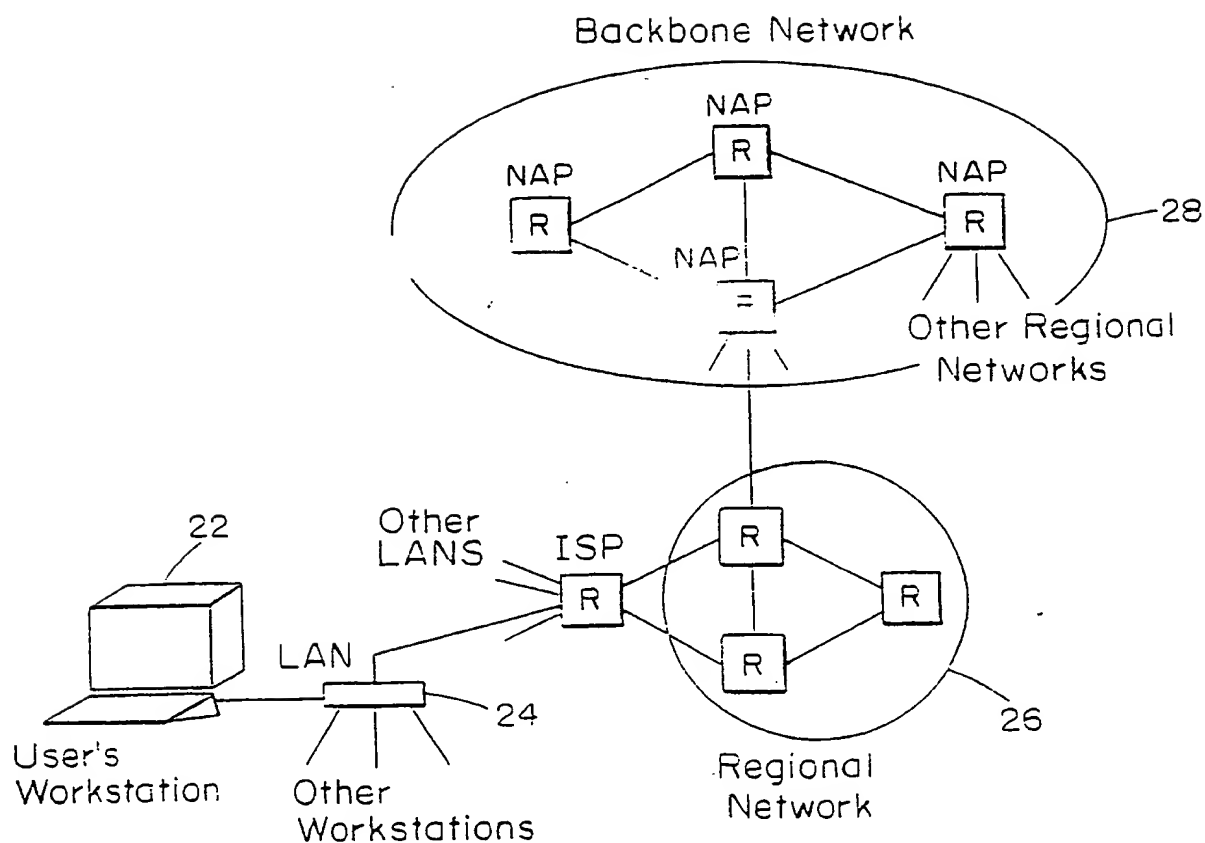 Backbone Network
NAP
R
NAP
R
NAP
R
28
NAP
=
Other Regional
Networks
22
Other
LANS
ISP
R
R
R
R
LAN
24
26
User's
Workstation
Other
Workstations
Regional
Network